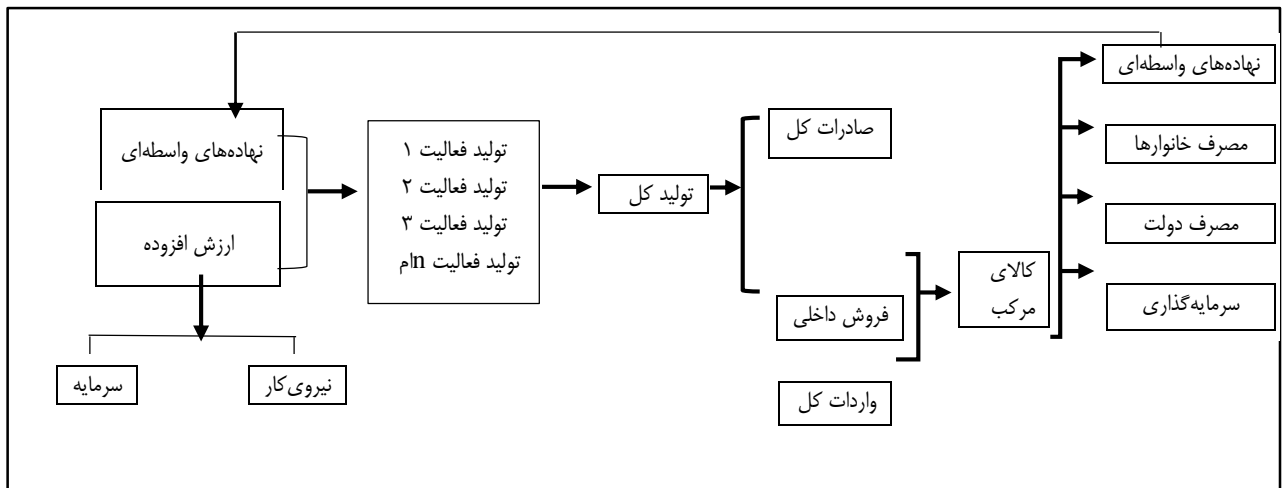 نهاده‌های واسطه‌ای
ارزش افزوده
سرمایه
نیروی‌کار
تولید فعالیت ۱
تولید فعالیت ۲
تولید فعالیت ۳
تولید فعالیت nام
تولید کل
صادرات کل
فروش داخلی
واردات کل
کالای
مرکب
نهاده‌های واسطه‌ای
مصرف خانوارها
مصرف دولت
سرمایه‌گذاری